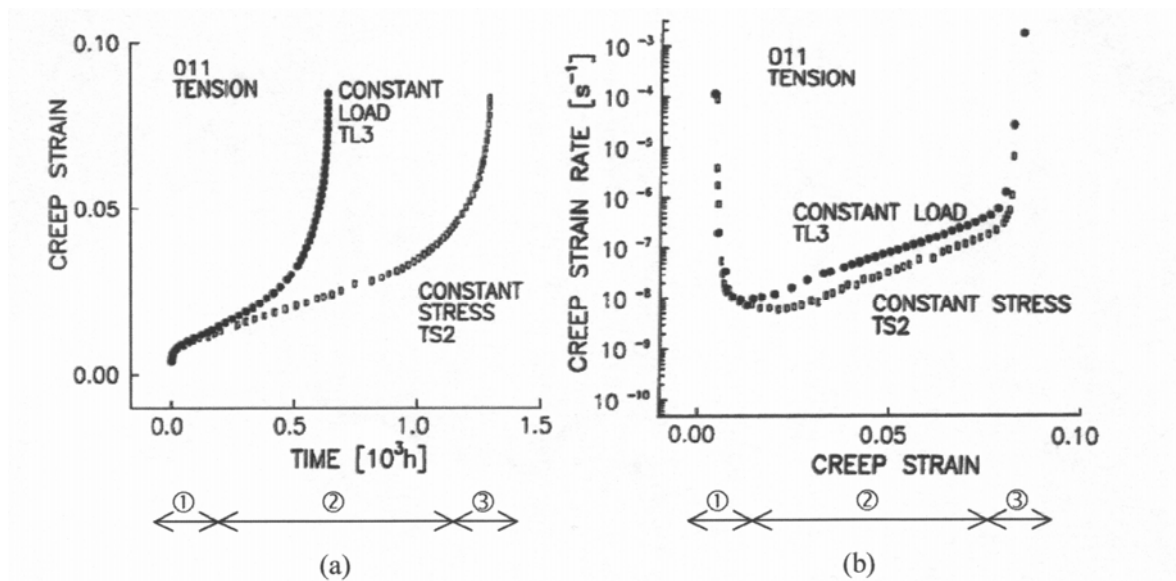 0.10
0.05
0.00
CREEP STRAIN
011
TENSION
CONSTANT
LOAD
TL3
CONSTANT
STRESS
TS2
0.0 0.5 1.0 1.5
TIME [10³h]
① ② ③
(a)
10⁻³
10⁻⁴
10⁻⁵
10⁻⁶
10⁻⁷
10⁻⁸
10⁻⁹
10⁻¹⁰
CREEP STRAIN RATE [s⁻¹]
011
TENSION
CONSTANT LOAD
TL3
CONSTANT STRESS
TS2
0.00 0.05 0.10
CREEP STRAIN
① ② ③
(b)